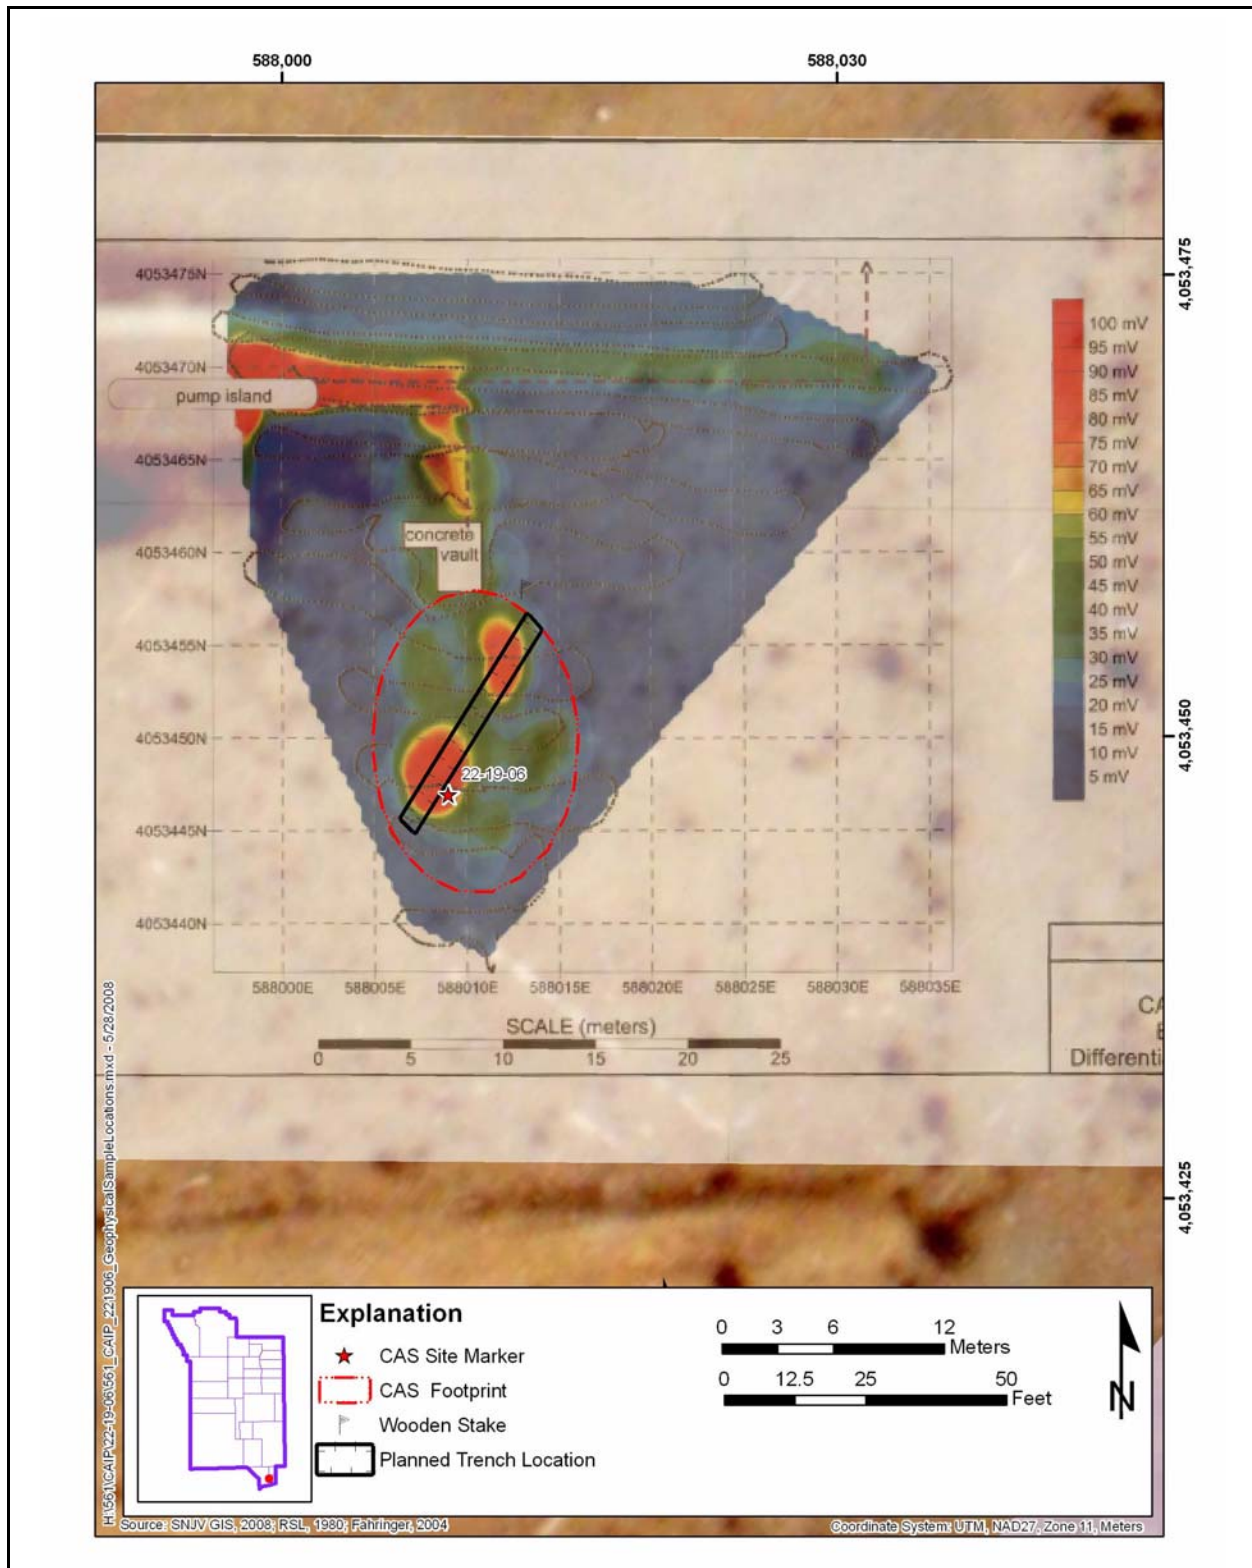 588,000
588,030
4,053,475
4053475N
4053470N
pump island
4053465N
4053460N
concrete
vault
4053455N
4053450N
22-19-06
4,053,450
4053445N
4053440N
100 mV
95 mV
90 mV
85 mV
80 mV
75 mV
70 mV
65 mV
60 mV
55 mV
50 mV
45 mV
40 mV
35 mV
30 mV
25 mV
20 mV
15 mV
10 mV
5 mV
588000E 588005E 588010E 588015E 588020E 588025E 588030E 588035E
SCALE (meters)
0 5 10 15 20 25
CA
E
Differenti
4,053,425
H:\561\CAIP\22-19-06\561_CAIP_221906_GeophysicalSampleLocations.mxd - 5/28/2008
Explanation
CAS Site Marker
CAS Footprint
Wooden Stake
Planned Trench Location
0 3 6 12
Meters
0 12.5 25 50
Feet
N
Source: SNJV GIS, 2008; RSL, 1980; Fahringer, 2004
Coordinate System: UTM, NAD27, Zone 11, Meters